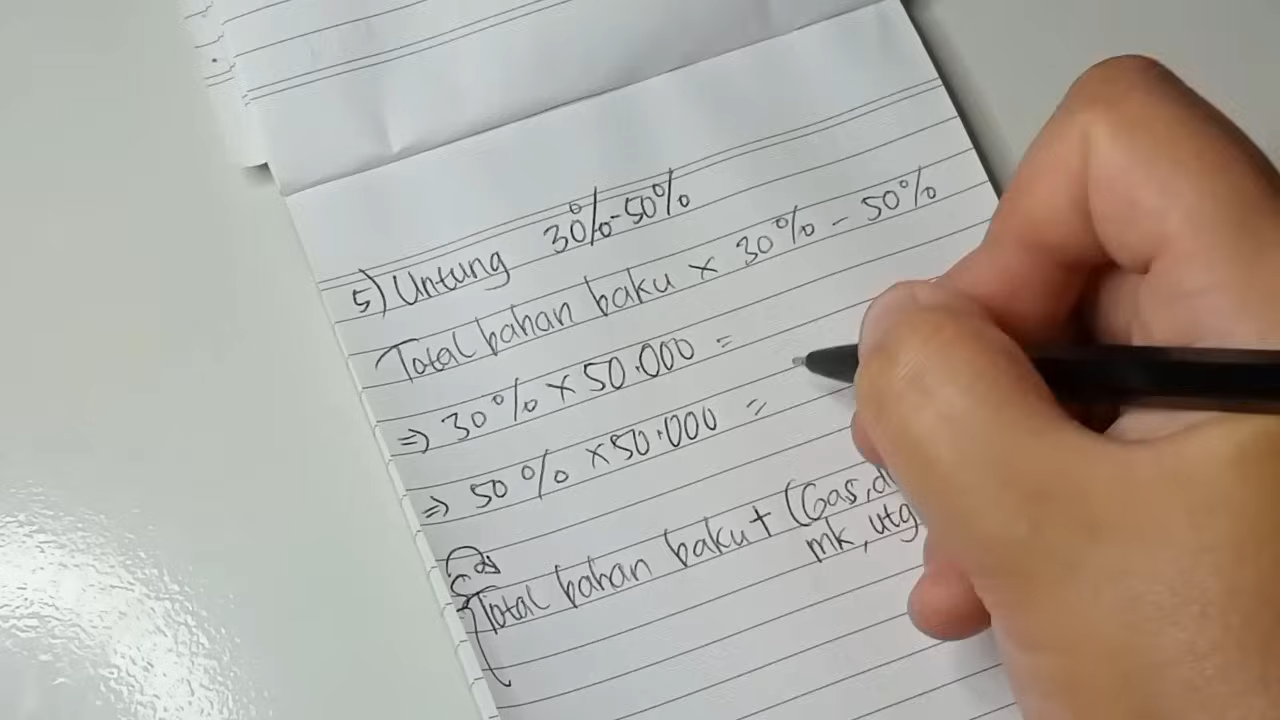 5) Untung 30%-50%
Total bahan baku x 30% - 50%
=> 30% x 50.000 =
=> 50% x 50.000 =
Total bahan baku + (Gas,
mk, utg